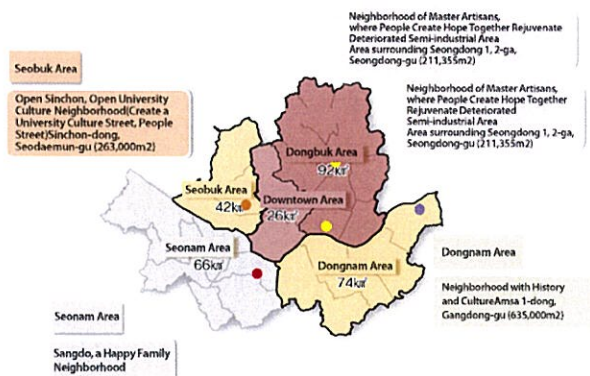 Neighborhood of Master Artisans,
where People Create Hope Together Rejuvenate
Deteriorated Semi-industrial Area
Area surrounding Seongdong 1, 2-ga,
Seongdong-gu (211,355m2)
Seobuk Area
Open Sinchon, Open University
Culture Neighborhood(Create a
University Culture Street, People
Street)Sinchon-dong,
Seodaemun-gu (263,000m2)
Neighborhood of Master Artisans,
where People Create Hope Together
Rejuvenate Deteriorated
Semi-industrial Area
Area surrounding Seongdong 1, 2-ga,
Seongdong-gu (211,355m2)
Dongbuk Area
92㎢
Seobuk Area
42㎢
Downtown Area
26㎢
Seonam Area
66㎢
Dongnam Area
74㎢
Dongnam Area
Neighborhood with History
and CultureAmsa 1-dong,
Gangdong-gu (635,000m2)
Seonam Area
Sangdo, a Happy Family
Neighborhood